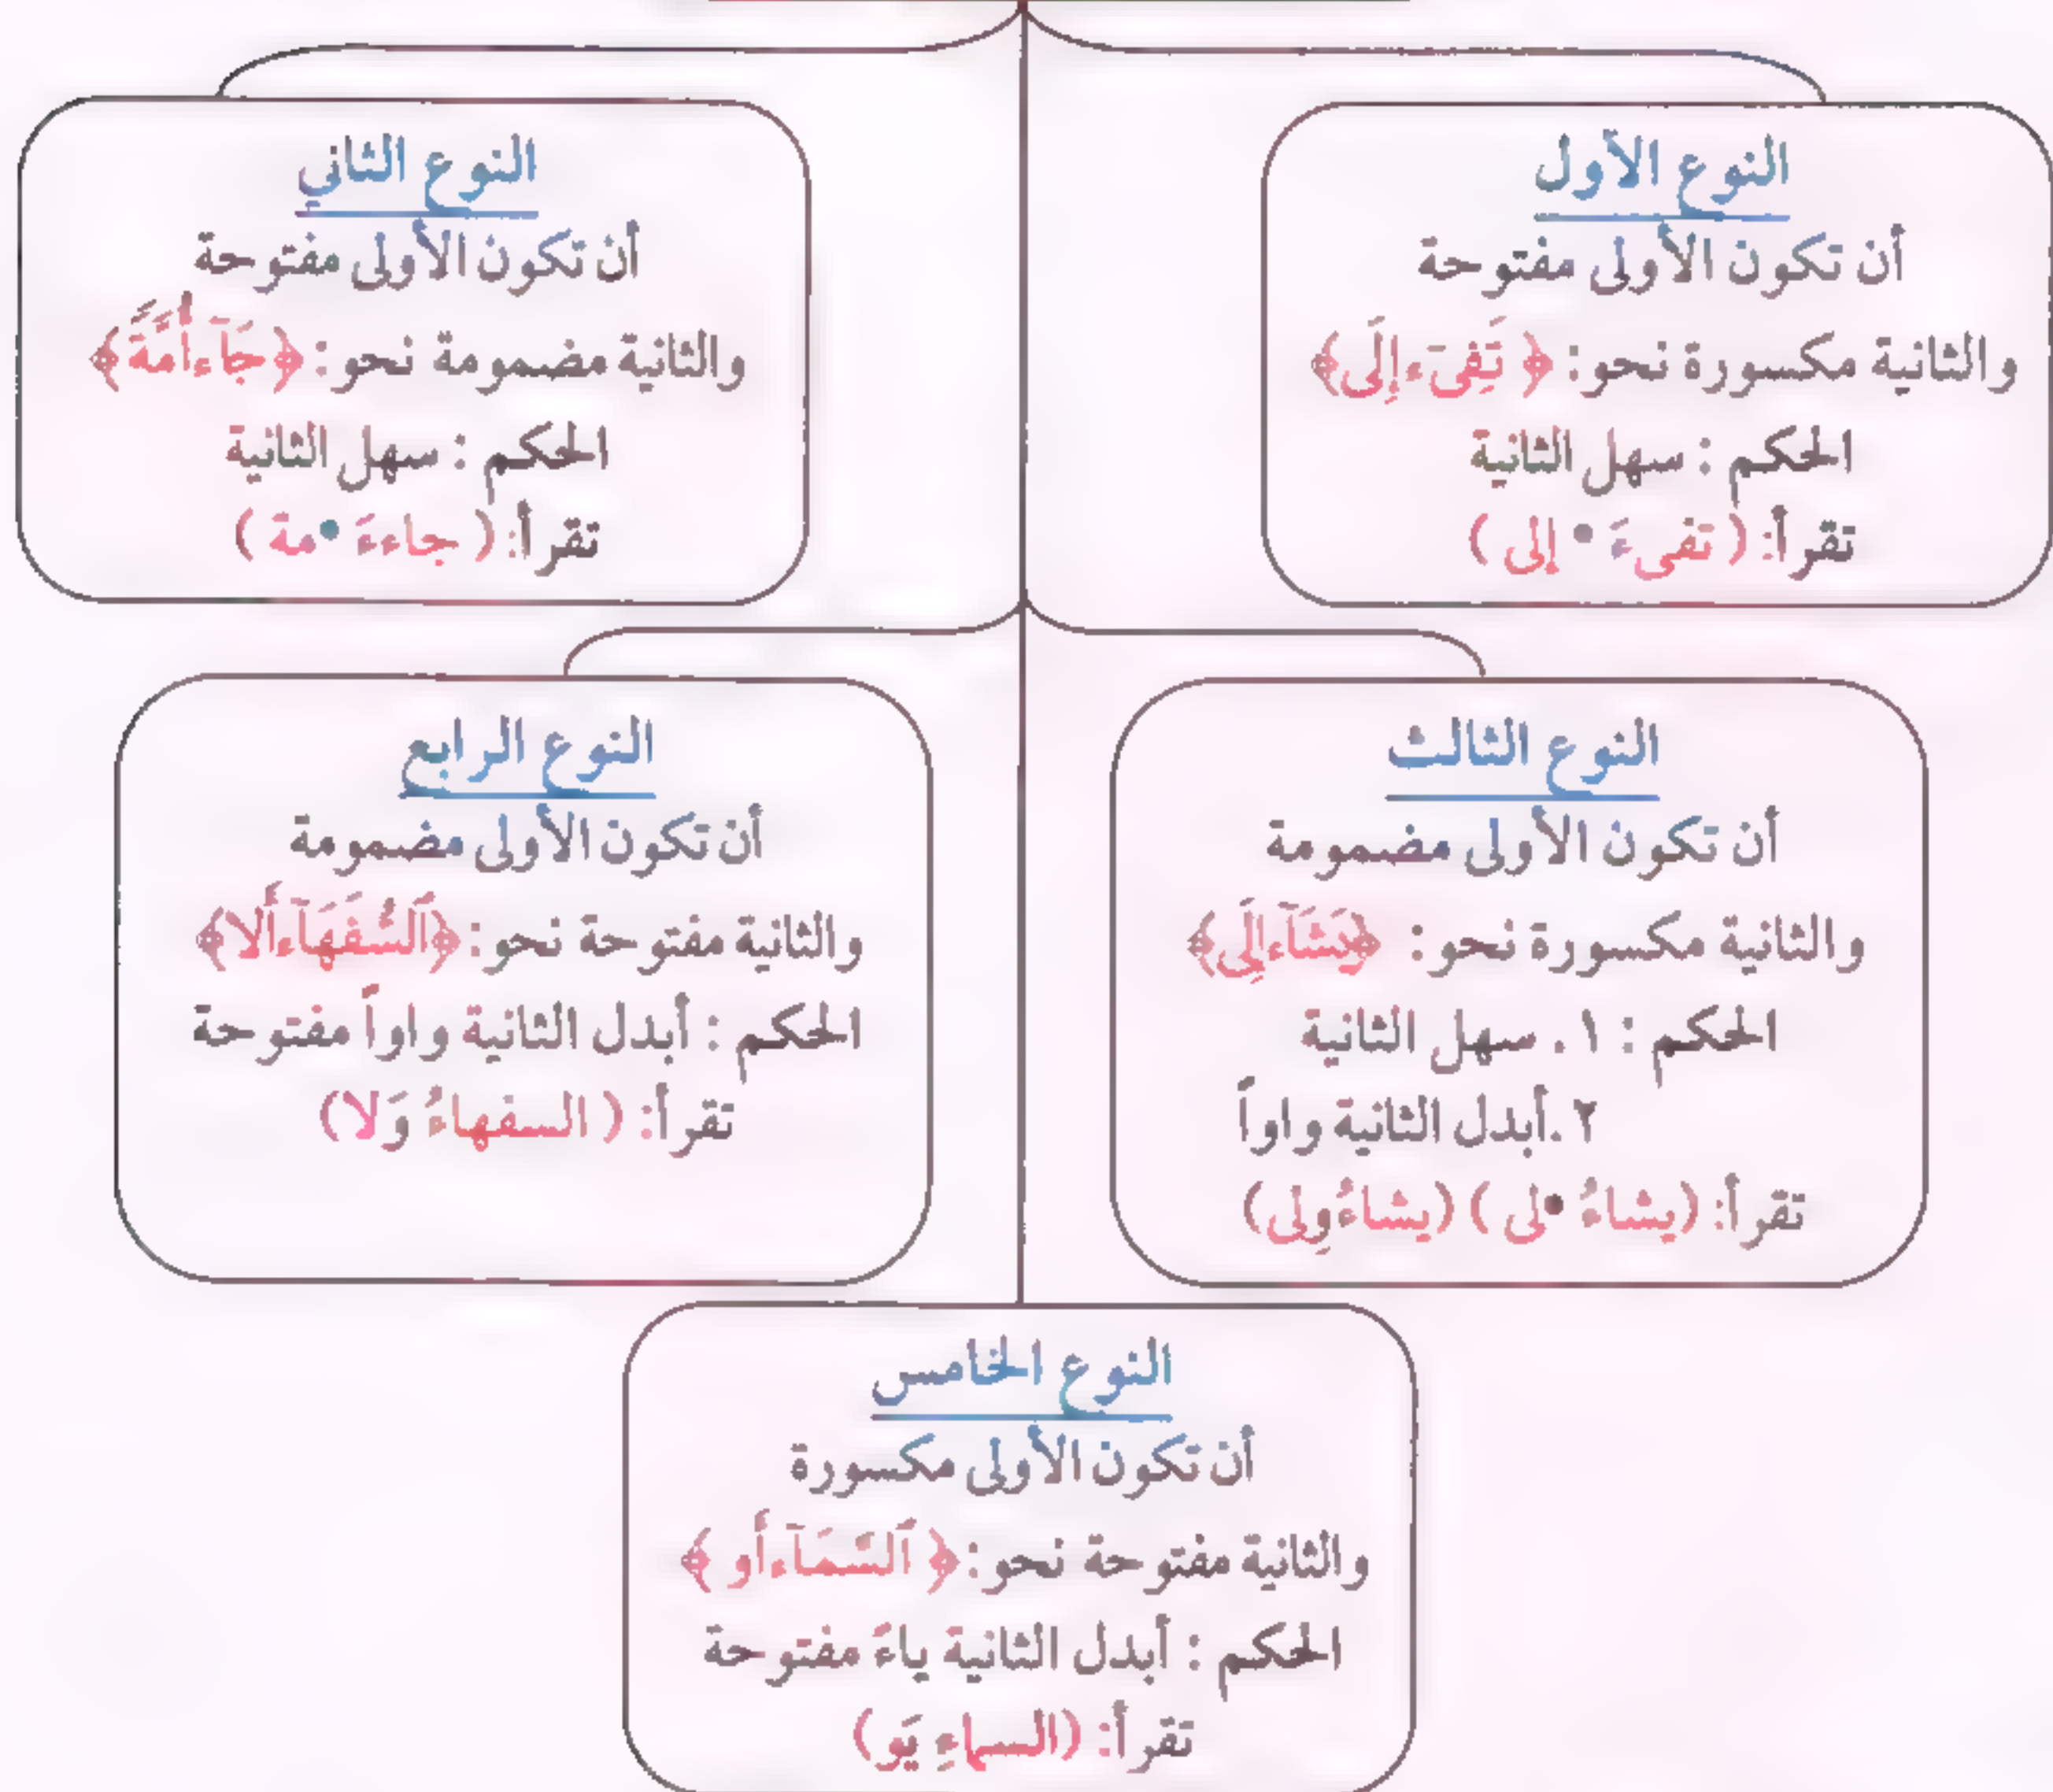 النوع الأول
أن تكون الأولى مفتوحة
والثانية مكسورة نحو: ﴿ تَفِىٓءَ إِلَىٰ﴾
الحكم : سهل الثانية
تقرأ: ( تفىءَ • إلى )
النوع الثاني
أن تكون الأولى مفتوحة
والثانية مضمومة نحو: ﴿جَآءَ أُمَّةً﴾
الحكم : سهل الثانية
تقرأ: ( جاءءَ •مة )
النوع الثالث
أن تكون الأولى مضمومة
والثانية مكسورة نحو: ﴿يَشَآءُ إِلَى﴾
الحكم : ١. سهل الثانية
٢.أبدل الثانية واواً
تقرأ: (يشاءُ •لى ) (يشاءُوِلى)
النوع الرابع
أن تكون الأولى مضمومة
والثانية مفتوحة نحو: ﴿ٱلسُّفَهَآءُ أَلا﴾
الحكم : أبدل الثانية واواً مفتوحة
تقرأ: ( السفهاءُ وَلا)
النوع الخامس
أن تكون الأولى مكسورة
والثانية مفتوحة نحو: ﴿ ٱلسَّمَآءِ أَو ﴾
الحكم : أبدل الثانية ياءً مفتوحة
تقرأ: (السماءِ يَو)